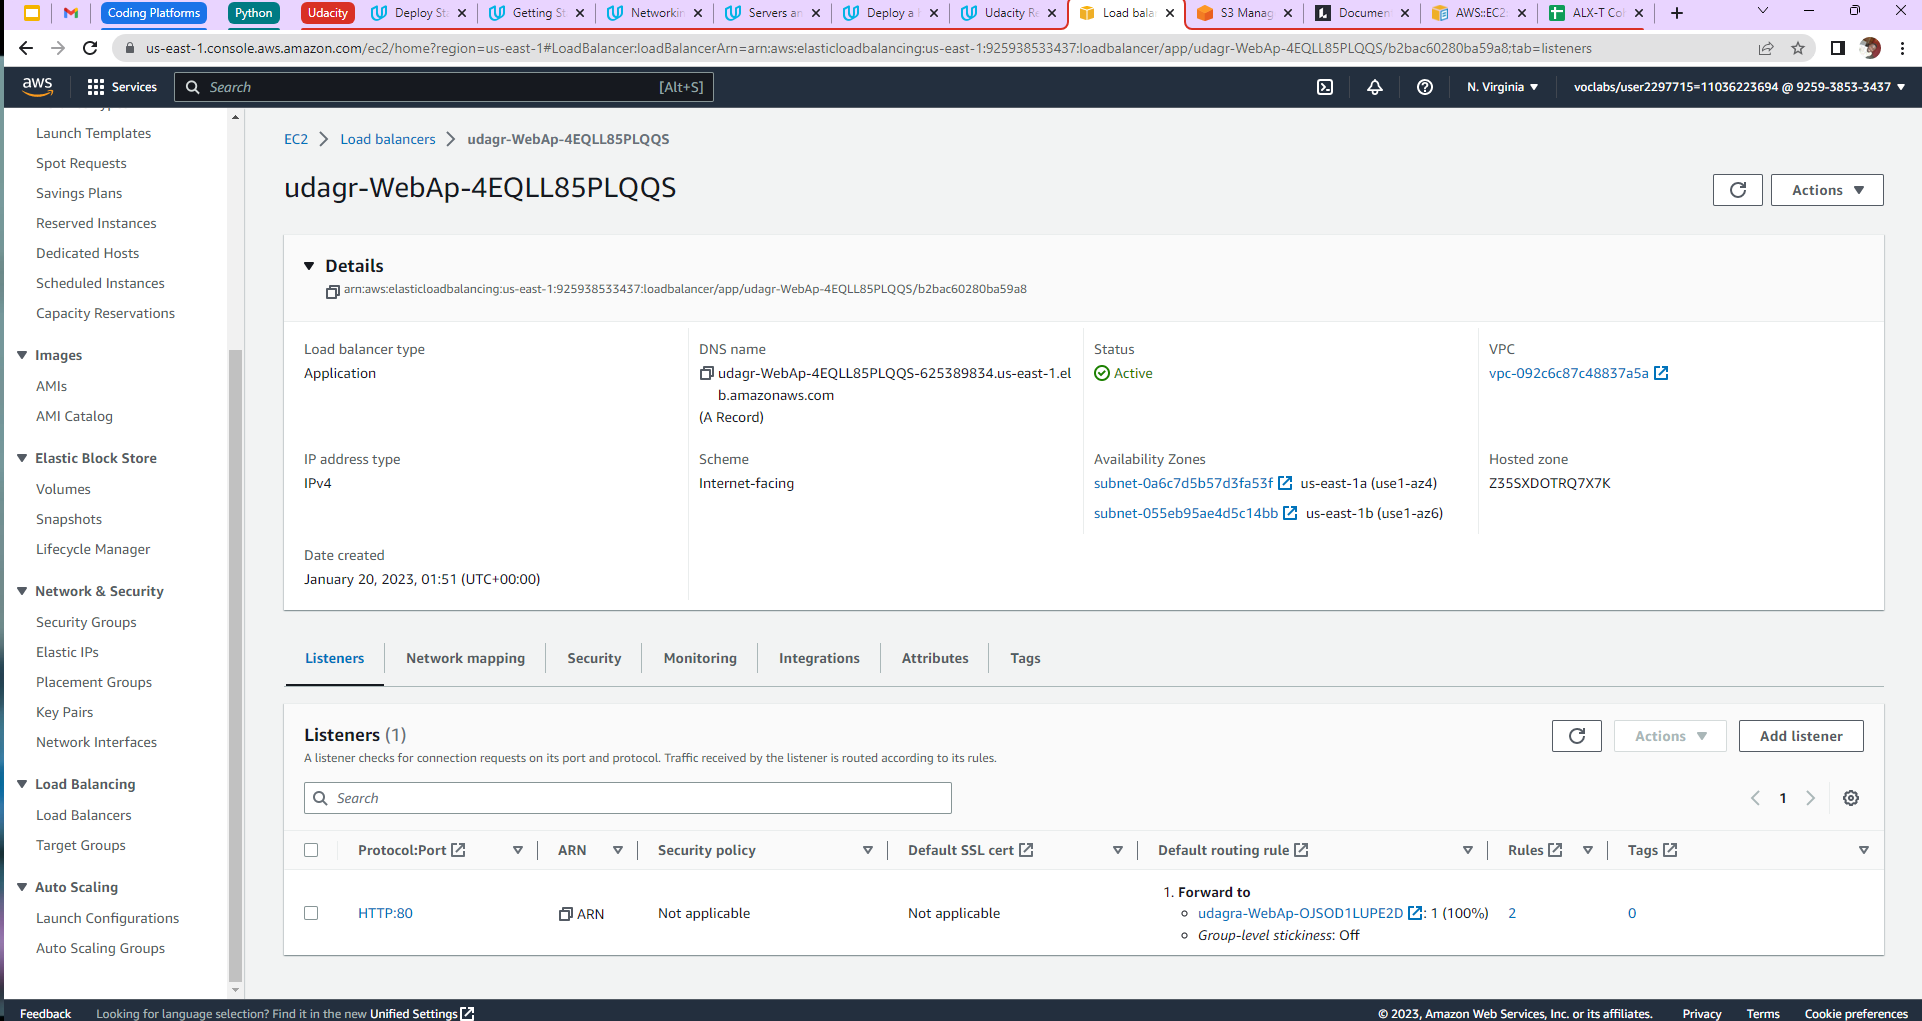 Coding Platforms Python Udacity Deploy Sta Getting St Networkin Servers an Deploy a Udacity Re Load bala S3 Manag Documen AWS::EC2: ALX-T Co
us-east-1.console.aws.amazon.com/ec2/home?region=us-east-1#LoadBalancer:loadBalancerArn=arn:aws:elasticloadbalancing:us-east-1:925938533437:loadbalancer/app/udagr-WebAp-4EQLL85PLQQS/b2bac60280ba59a8;tab=listeners
aws Services Search [Alt+S] N. Virginia voclabs/user2297715=11036223694 @ 9259-3853-3437
Launch Templates
Spot Requests
Savings Plans
Reserved Instances
Dedicated Hosts
Scheduled Instances
Capacity Reservations
Images
AMIs
AMI Catalog
Elastic Block Store
Volumes
Snapshots
Lifecycle Manager
Network & Security
Security Groups
Elastic IPs
Placement Groups
Key Pairs
Network Interfaces
Load Balancing
Load Balancers
Target Groups
Auto Scaling
Launch Configurations
Auto Scaling Groups
EC2 Load balancers udagr-WebAp-4EQLL85PLQQS
udagr-WebAp-4EQLL85PLQQS
Actions
Details
arn:aws:elasticloadbalancing:us-east-1:925938533437:loadbalancer/app/udagr-WebAp-4EQLL85PLQQS/b2bac60280ba59a8
Load balancer type
Application
DNS name
udagr-WebAp-4EQLL85PLQQS-625389834.us-east-1.el
b.amazonaws.com
(A Record)
Status
Active
VPC
vpc-092c6c87c48837a5a
IP address type
IPv4
Scheme
Internet-facing
Availability Zones
subnet-0a6c7d5b57d3fa53f us-east-1a (use1-az4)
subnet-055eb95ae4d5c14bb us-east-1b (use1-az6)
Hosted zone
Z35SXDOTRQ7X7K
Date created
January 20, 2023, 01:51 (UTC+00:00)
Listeners Network mapping Security Monitoring Integrations Attributes Tags
Listeners (1)
A listener checks for connection requests on its port and protocol. Traffic received by the listener is routed according to its rules.
Actions Add listener
Search
1
Protocol:Port ARN Security policy Default SSL cert Default routing rule Rules Tags
HTTP:80 ARN Not applicable Not applicable
1. Forward to
udagra-WebAp-OJSOD1LUPE2D : 1 (100%)
Group-level stickiness: Off
2 0
Feedback Looking for language selection? Find it in the new Unified Settings © 2023, Amazon Web Services, Inc. or its affiliates. Privacy Terms Cookie preferences